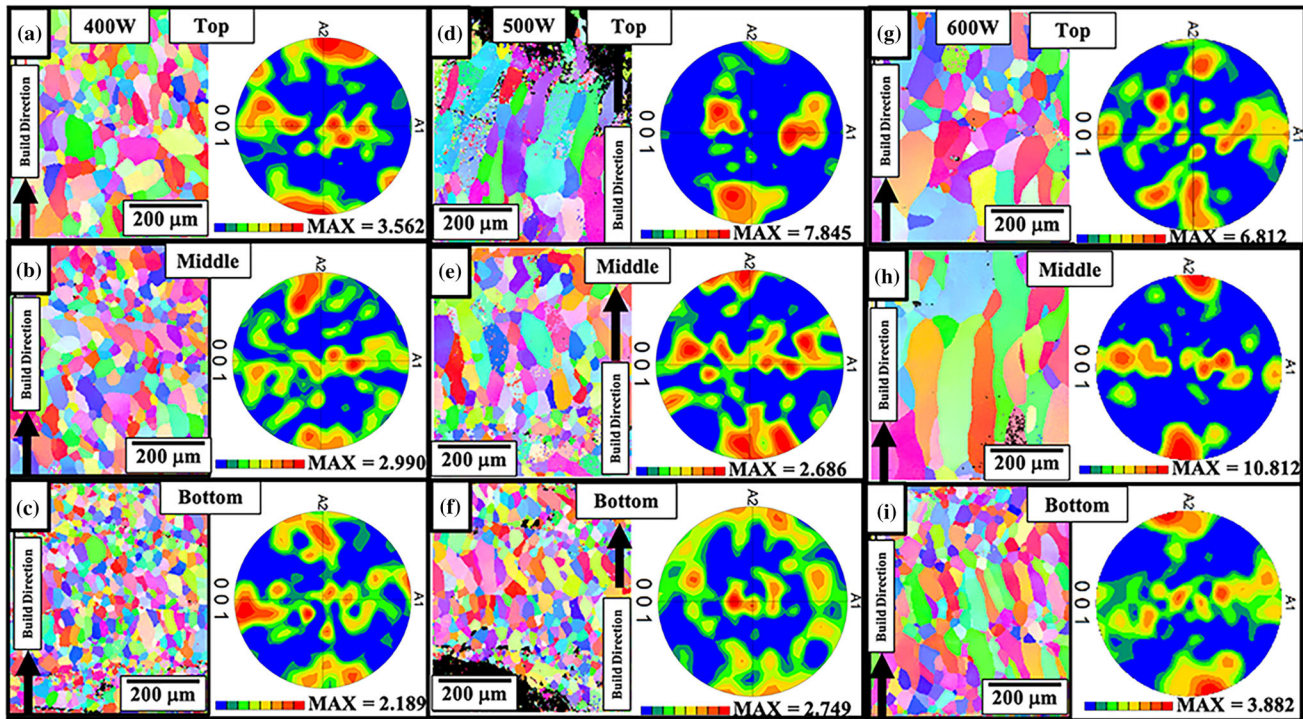 (a) 400W Top
A2
Build Direction
0 0 1
A1
200 µm
MAX = 3.562
(d) 500W Top
A2
0 0 1
A1
Build Direction
200 µm
MAX = 7.845
(g) 600W Top
A2
Build Direction
0 0 1
A1
200 µm
MAX = 6.812
(b) Middle
A2
Build Direction
0 0 1
A1
200 µm
MAX = 2.990
(e) Middle
A2
0 0 1
A1
Build Direction
200 µm
MAX = 2.686
(h) Middle
A2
Build Direction
0 0 1
A1
200 µm
MAX = 10.812
(c) Bottom
A2
Build Direction
0 0 1
A1
200 µm
MAX = 2.189
(f) Bottom
A2
0 0 1
A1
Build Direction
200 µm
MAX = 2.749
(i) Bottom
A2
Build Direction
0 0 1
A1
200 µm
MAX = 3.882